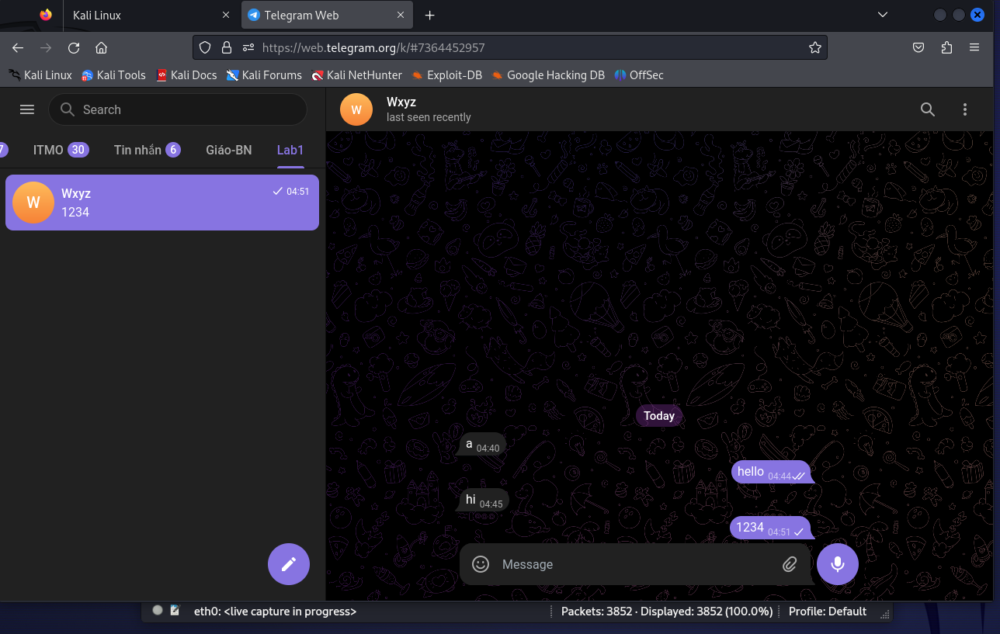 Kali Linux
Telegram Web
https://web.telegram.org/k/#7364452957
Kali Linux Kali Tools Kali Docs Kali Forums Kali NetHunter Exploit-DB Google Hacking DB OffSec
Search
7 ITMO 30 Tin nhắn 6 Giáo-BN Lab1
W
Wxyz
04:51
1234
W
Wxyz
last seen recently
Today
a 04:40
hello 04:44
hi 04:45
1234 04:51
Message
eth0: <live capture in progress>
Packets: 3852 · Displayed: 3852 (100.0%)
Profile: Default